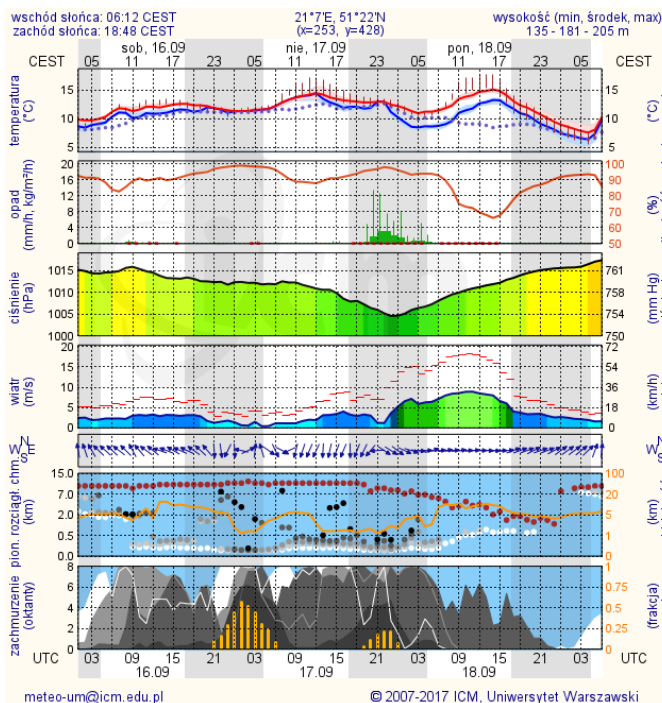 wschód słońca: 06:12 CEST 21°7'E, 51°22'N wysokość (min, środek, max)
zachód słońca: 18:48 CEST (x=253, y=428) 135 - 181 - 205 m
sob, 16.09 nie, 17.09 pon, 18.09
CEST 05 11 17 23 05 11 17 23 05 11 17 23 05 CEST
temperatura (°C) 15 10 5 15 10 5 (°C)
opad (mm/h, kg/m²/h) 20 16 12 8 4 0 100 90 80 70 60 50 (%)
ciśnienie (hPa) 1015 1010 1005 1000 761 758 754 750 (mm Hg)
wiatr (m/s) 20 15 10 5 0 72 54 36 18 0 (km/h)
N W E S N W S
pion. rozciągł. chm (km) 15.0 7.0 2.0 0.5 0.0 100 20 5 1 0 (km)
zachmurzenie (oktanty) 8 6 4 2 0 1 0.75 0.5 0.25 0 (frakcja)
UTC 03 09 15 21 03 09 15 21 03 09 15 21 03 UTC
16.09 17.09 18.09
meteo-um@icm.edu.pl © 2007-2017 ICM, Uniwersytet Warszawski